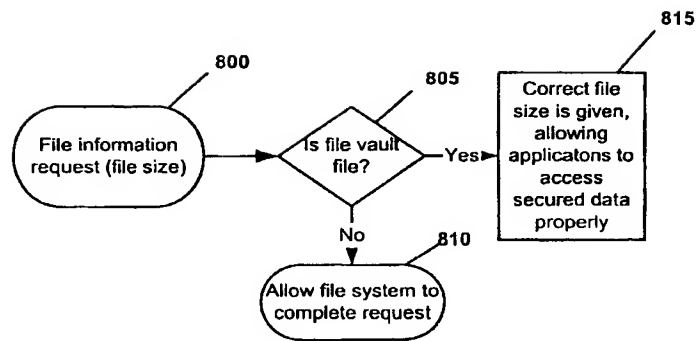 800
File information
request (file size)
805
Is file vault
file?
Yes
815
Correct file
size is given,
allowing
applicatons to
access
secured data
properly
No
810
Allow file system to
complete request